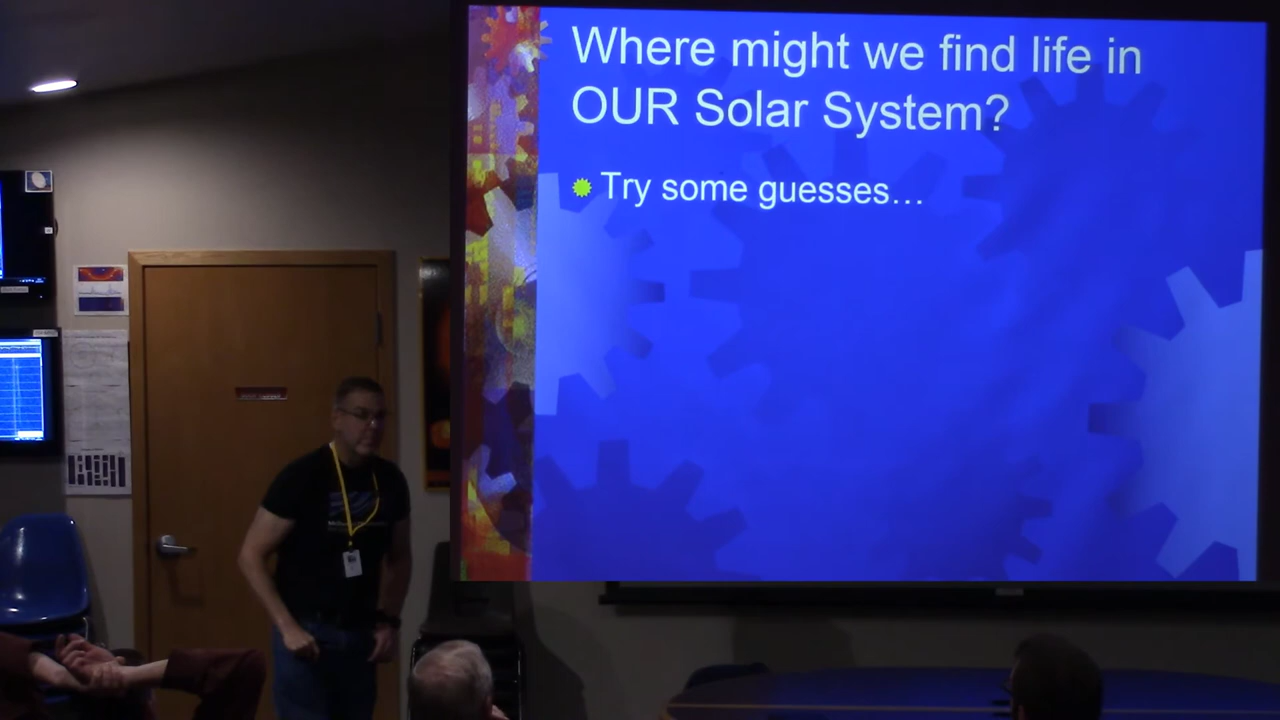 Where might we find life in
OUR Solar System?
Try some guesses…